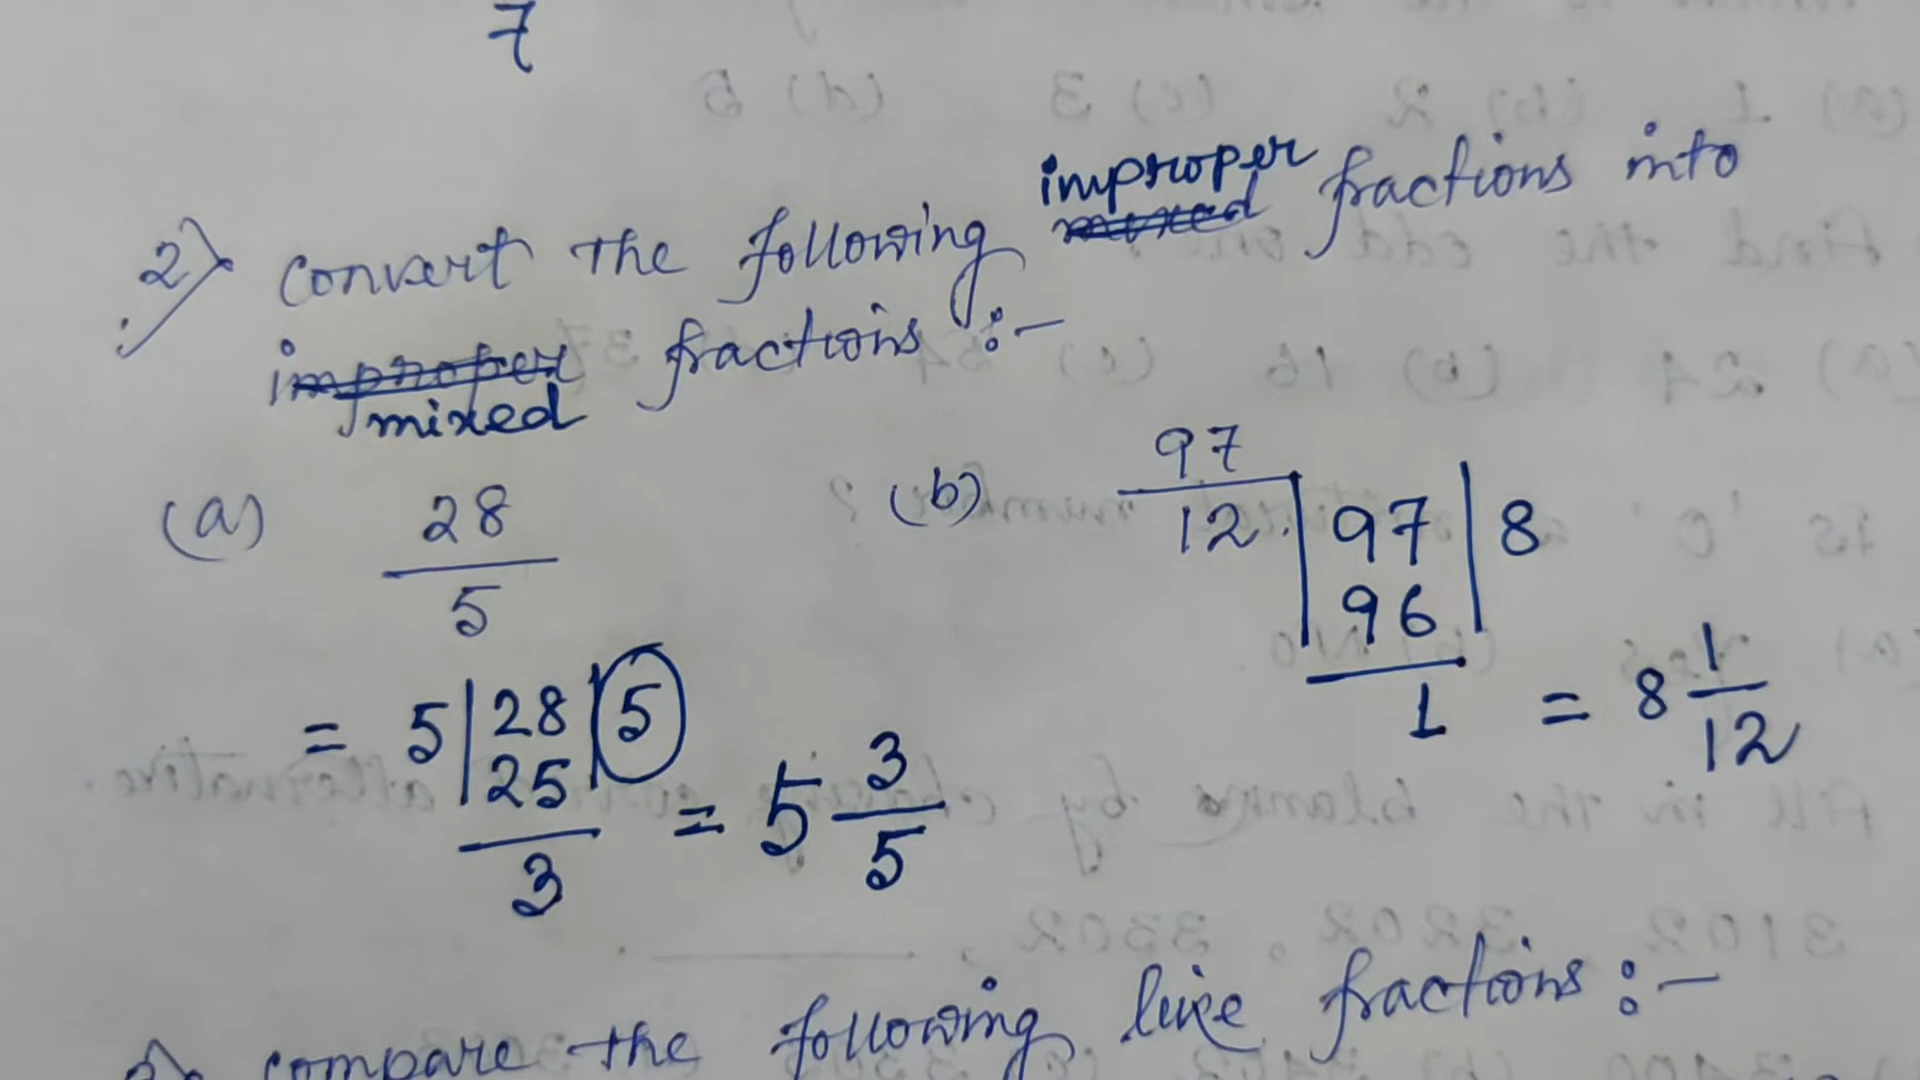 7
2) Convert the following improper fractions into
mixed fractions :-
(a) 28/5
= 5 | 28 | 5
25
3
= 5 3/5
(b) 97/12
12 | 97 | 8
96
1
= 8 1/12
compare the following like fractions :-